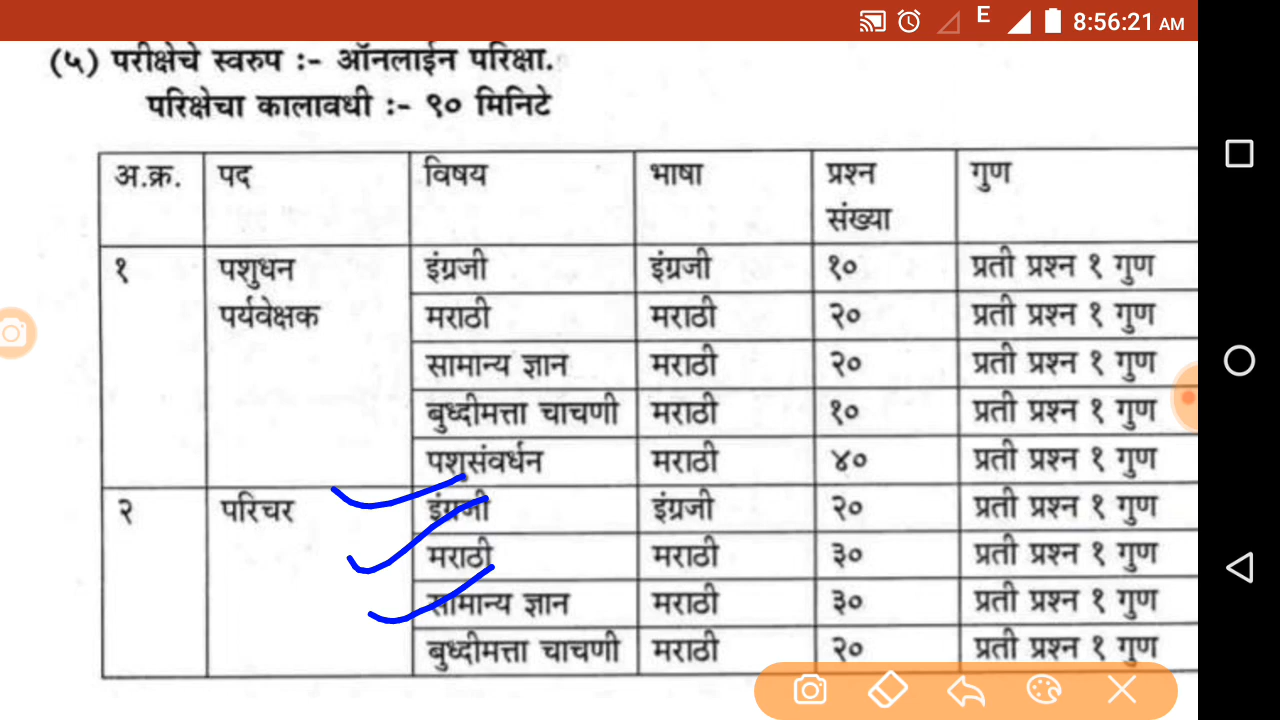 E 8:56:21 AM
(५) परीक्षेचे स्वरुप :- ऑनलाईन परिक्षा.
परिक्षेचा कालावधी :- ९० मिनिटे
अ.क्र. पद विषय भाषा प्रश्न संख्या गुण
१ पशुधन पर्यवेक्षक इंग्रजी इंग्रजी १० प्रती प्रश्न १ गुण
मराठी मराठी २० प्रती प्रश्न १ गुण
सामान्य ज्ञान मराठी २० प्रती प्रश्न १ गुण
बुध्दीमत्ता चाचणी मराठी १० प्रती प्रश्न १ गुण
पशुसंवर्धन मराठी ४० प्रती प्रश्न १ गुण
२ परिचर इंग्रजी इंग्रजी २० प्रती प्रश्न १ गुण
मराठी मराठी ३० प्रती प्रश्न १ गुण
सामान्य ज्ञान मराठी ३० प्रती प्रश्न १ गुण
बुध्दीमत्ता चाचणी मराठी २० प्रती प्रश्न १ गुण